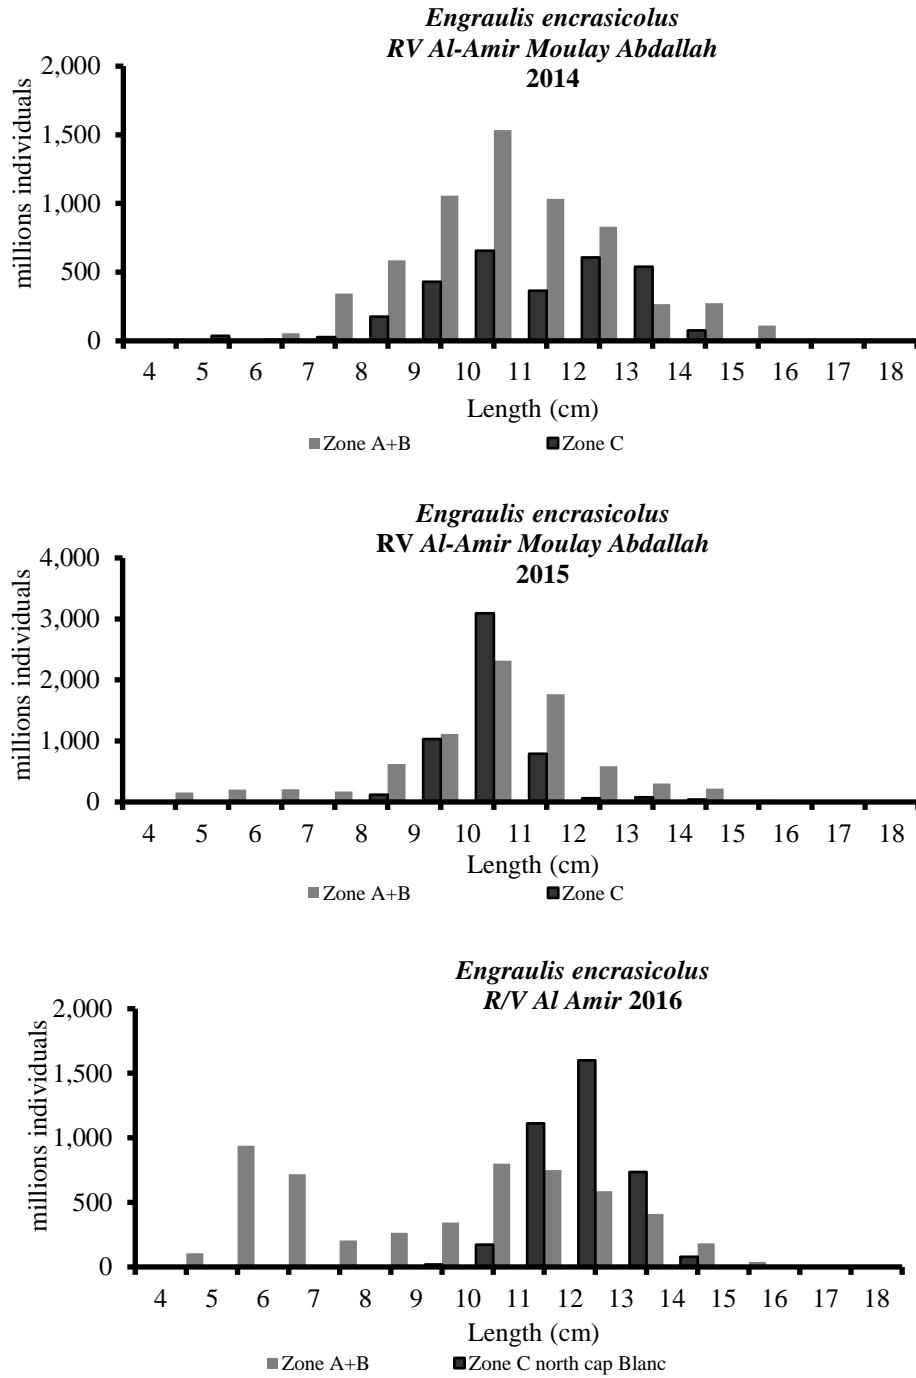 Engraulis encrasicolus
RV Al-Amir Moulay Abdallah
2014
millions individuals
2,000
1,500
1,000
500
0
4 5 6 7 8 9 10 11 12 13 14 15 16 17 18
Length (cm)
Zone A+B Zone C
Engraulis encrasicolus
RV Al-Amir Moulay Abdallah
2015
millions individuals
4,000
3,000
2,000
1,000
0
4 5 6 7 8 9 10 11 12 13 14 15 16 17 18
Length (cm)
Zone A+B Zone C
Engraulis encrasicolus
R/V Al Amir 2016
millions individuals
2,000
1,500
1,000
500
0
4 5 6 7 8 9 10 11 12 13 14 15 16 17 18
Length (cm)
Zone A+B Zone C north cap Blanc